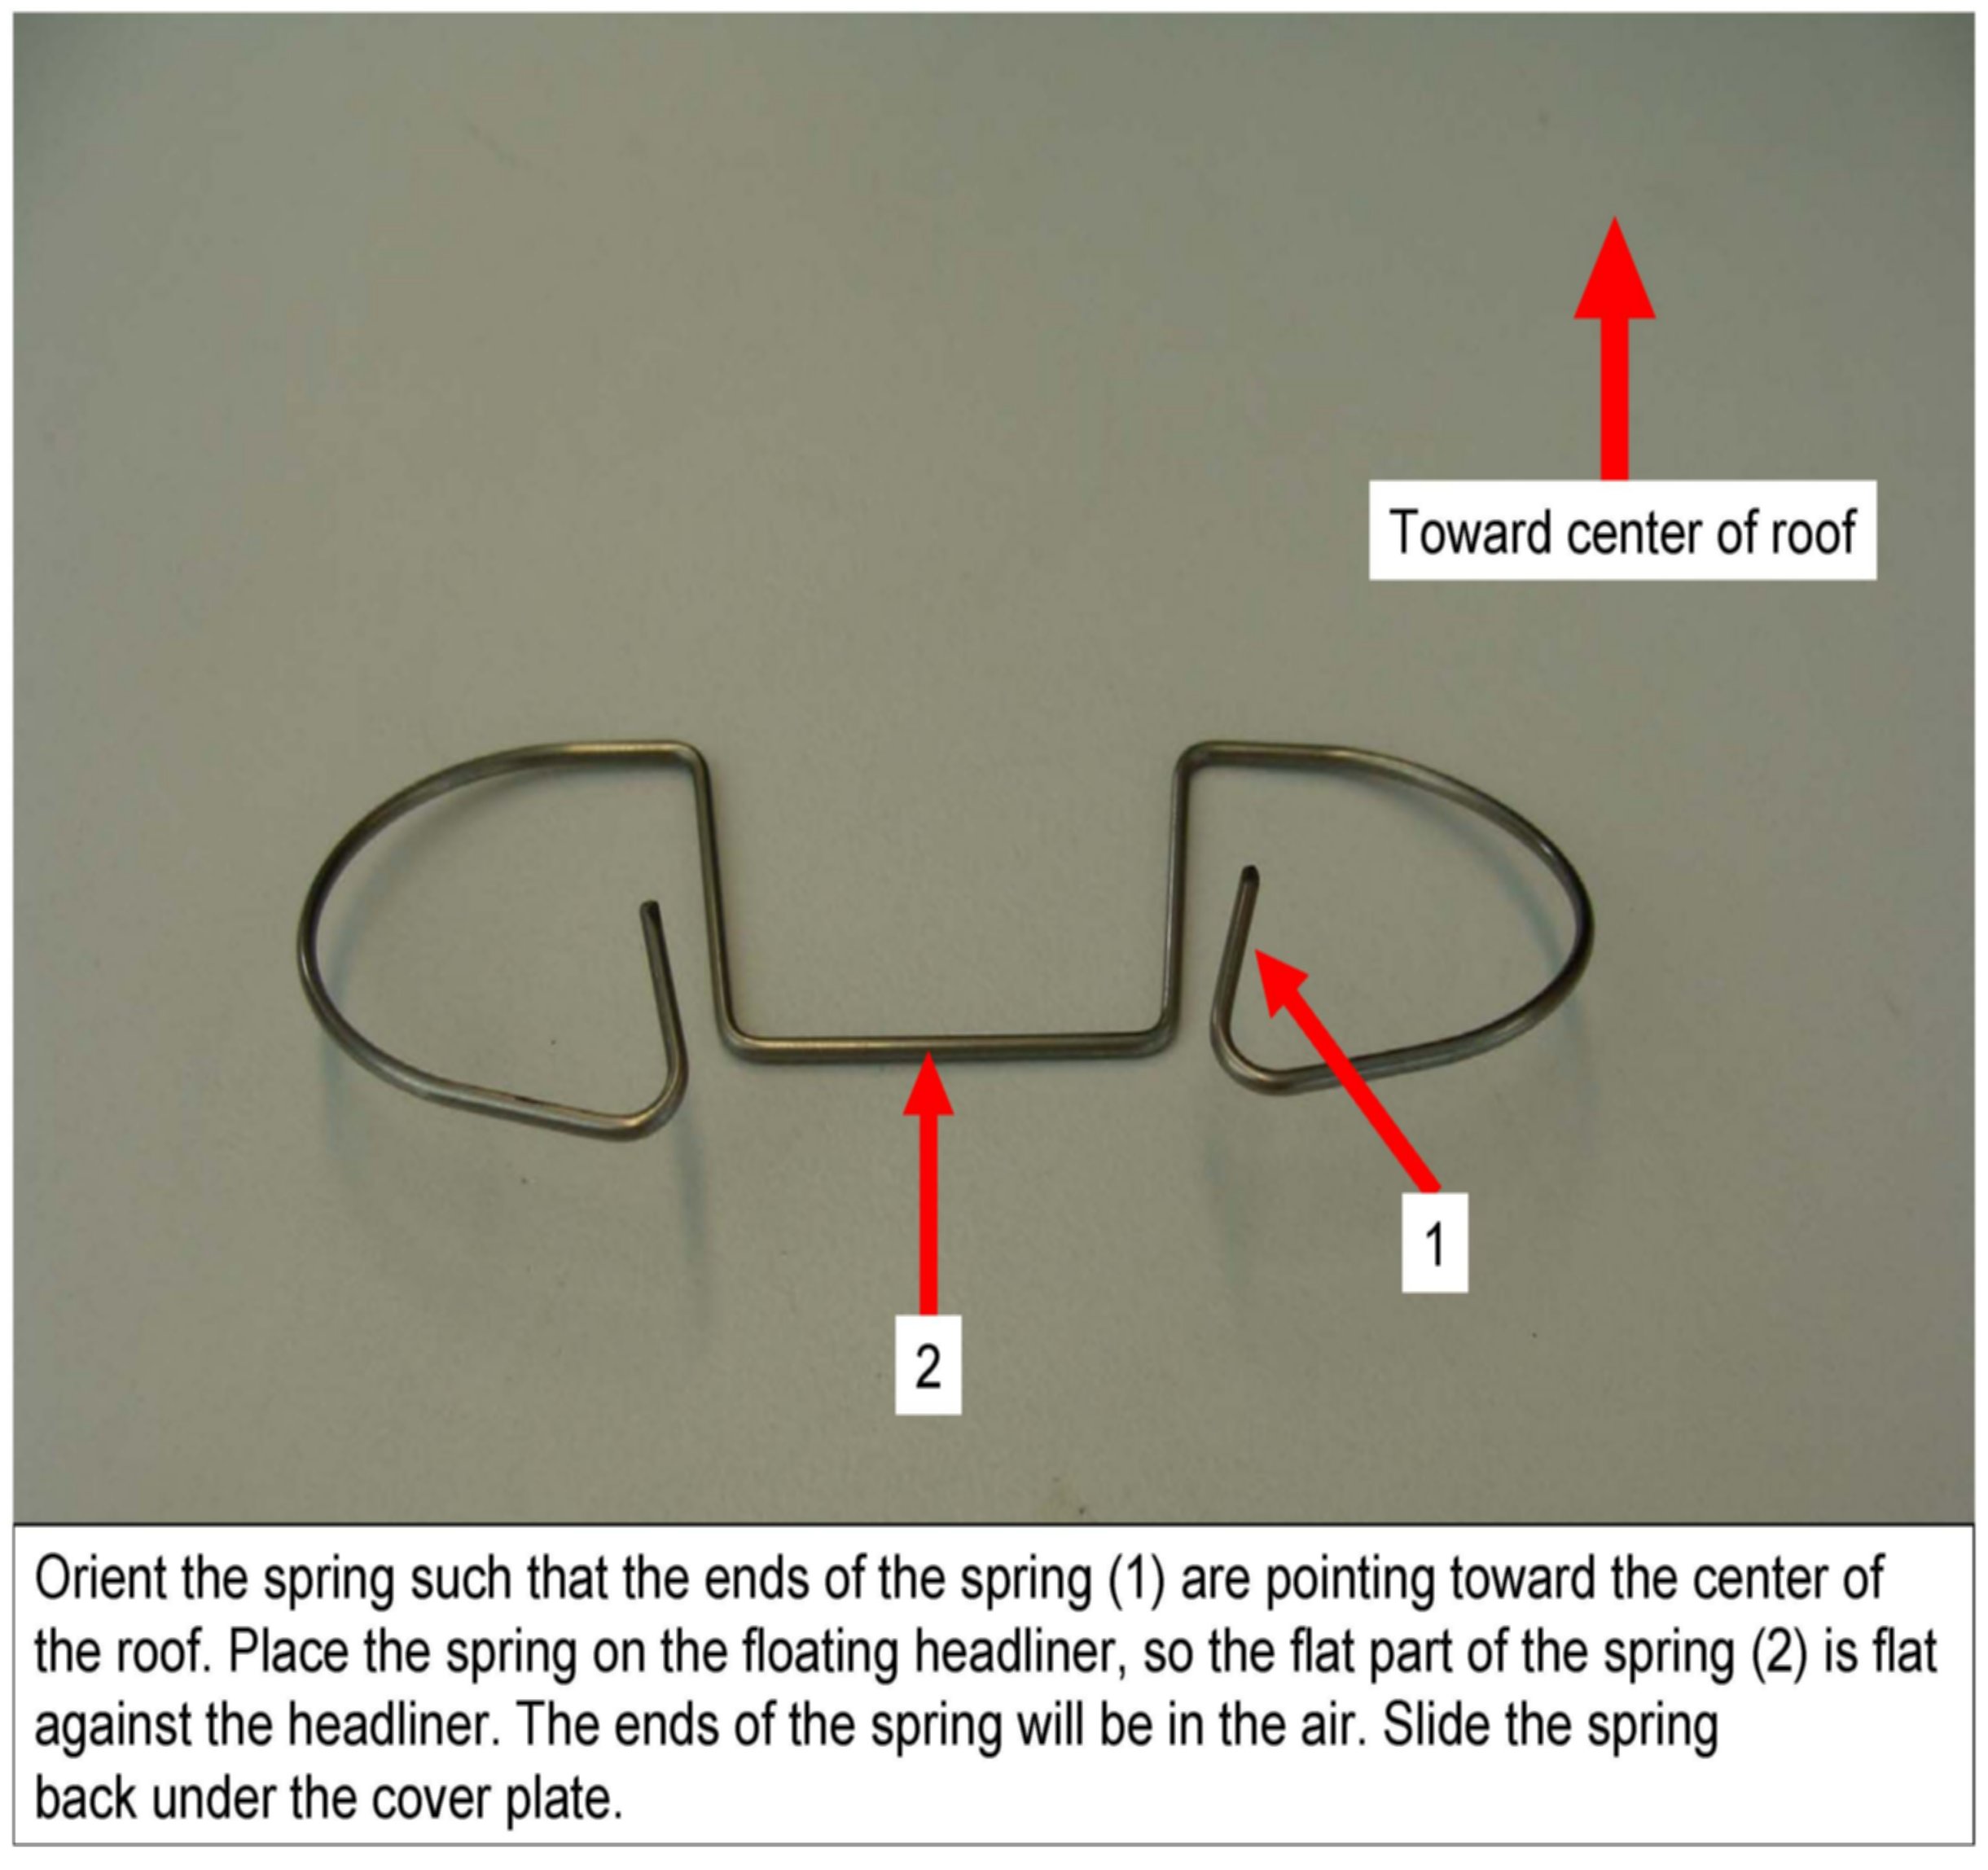 Toward center of roof
1
2
Orient the spring such that the ends of the spring (1) are pointing toward the center of
the roof. Place the spring on the floating headliner, so the flat part of the spring (2) is flat
against the headliner. The ends of the spring will be in the air. Slide the spring
back under the cover plate.